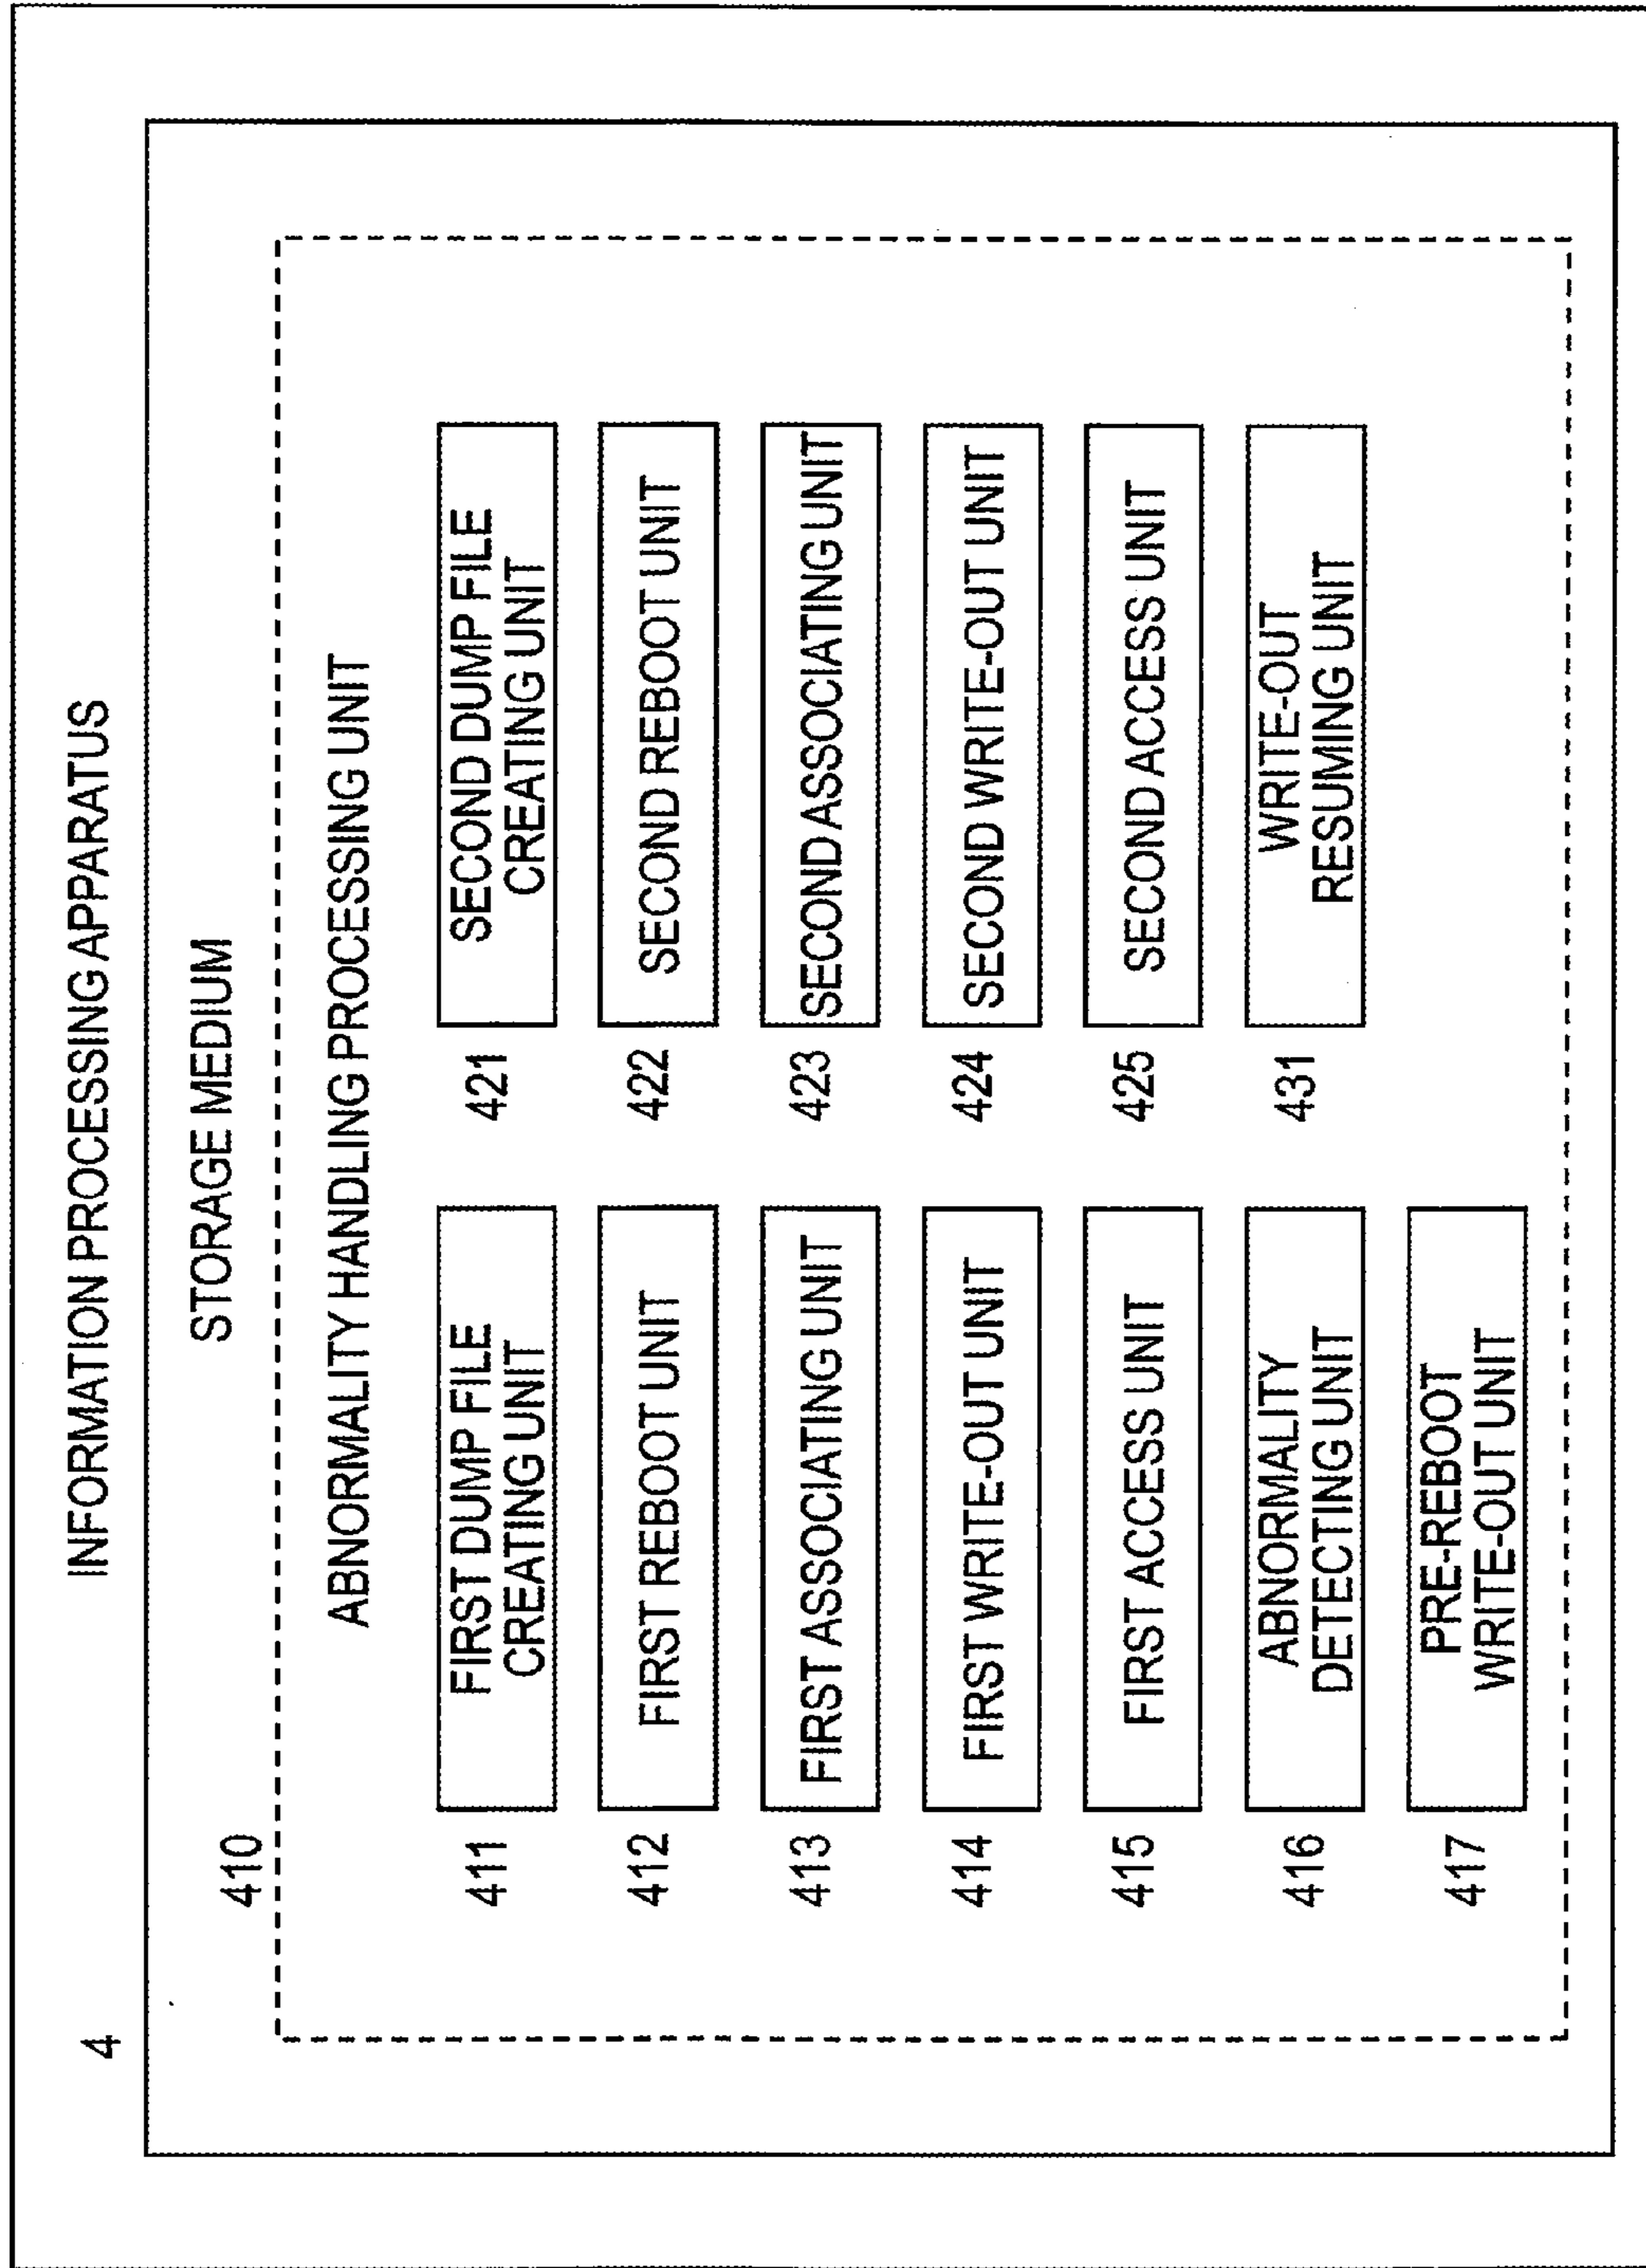 INFORMATION PROCESSING APPARATUS
4
STORAGE MEDIUM
410
ABNORMALITY HANDLING PROCESSING UNIT
411
FIRST DUMP FILE
CREATING UNIT
412
FIRST REBOOT UNIT
413
FIRST ASSOCIATING UNIT
414
FIRST WRITE-OUT UNIT
415
FIRST ACCESS UNIT
416
ABNORMALITY
DETECTING UNIT
417
PRE-REBOOT
WRITE-OUT UNIT
421
SECOND DUMP FILE
CREATING UNIT
422
SECOND REBOOT UNIT
423
SECOND ASSOCIATING UNIT
424
SECOND WRITE-OUT UNIT
425
SECOND ACCESS UNIT
431
WRITE-OUT
RESUMING UNIT